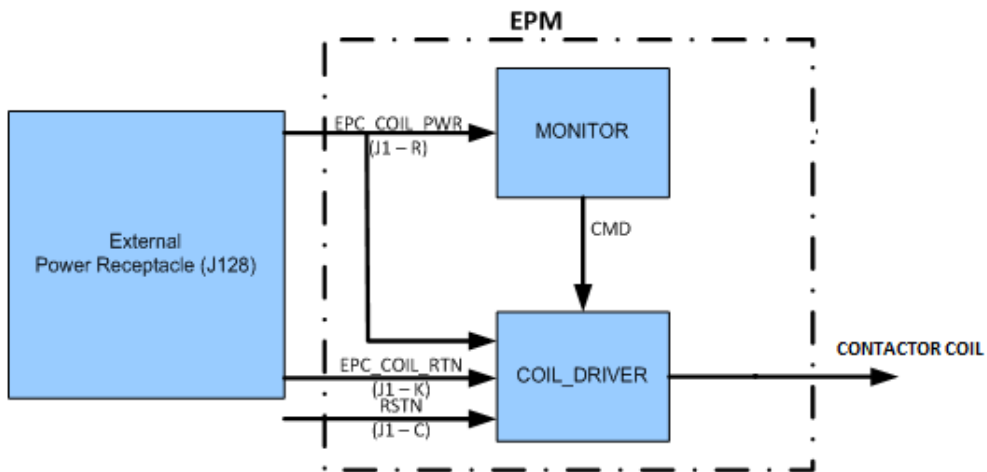 EPM
EPC_COIL_PWR
(J1 – R)
MONITOR
External
Power Receptacle (J128)
CMD
EPC_COIL_RTN
(J1 – K)
RSTN
(J1 – C)
COIL_DRIVER
CONTACTOR COIL